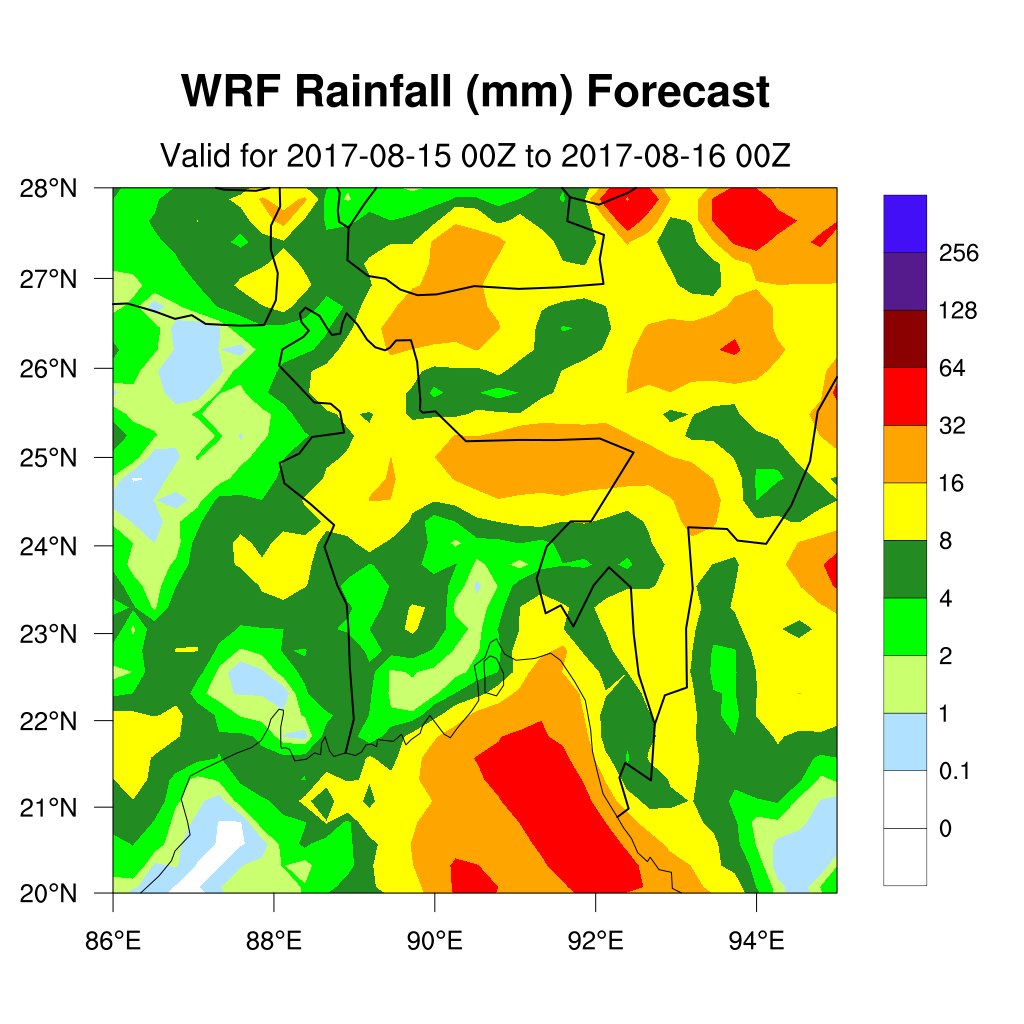 WRF Rainfall (mm) Forecast
Valid for 2017-08-15 00Z to 2017-08-16 00Z
28°N
27°N
26°N
25°N
24°N
23°N
22°N
21°N
20°N
86°E 88°E 90°E 92°E 94°E
256
128
64
32
16
8
4
2
1
0.1
0